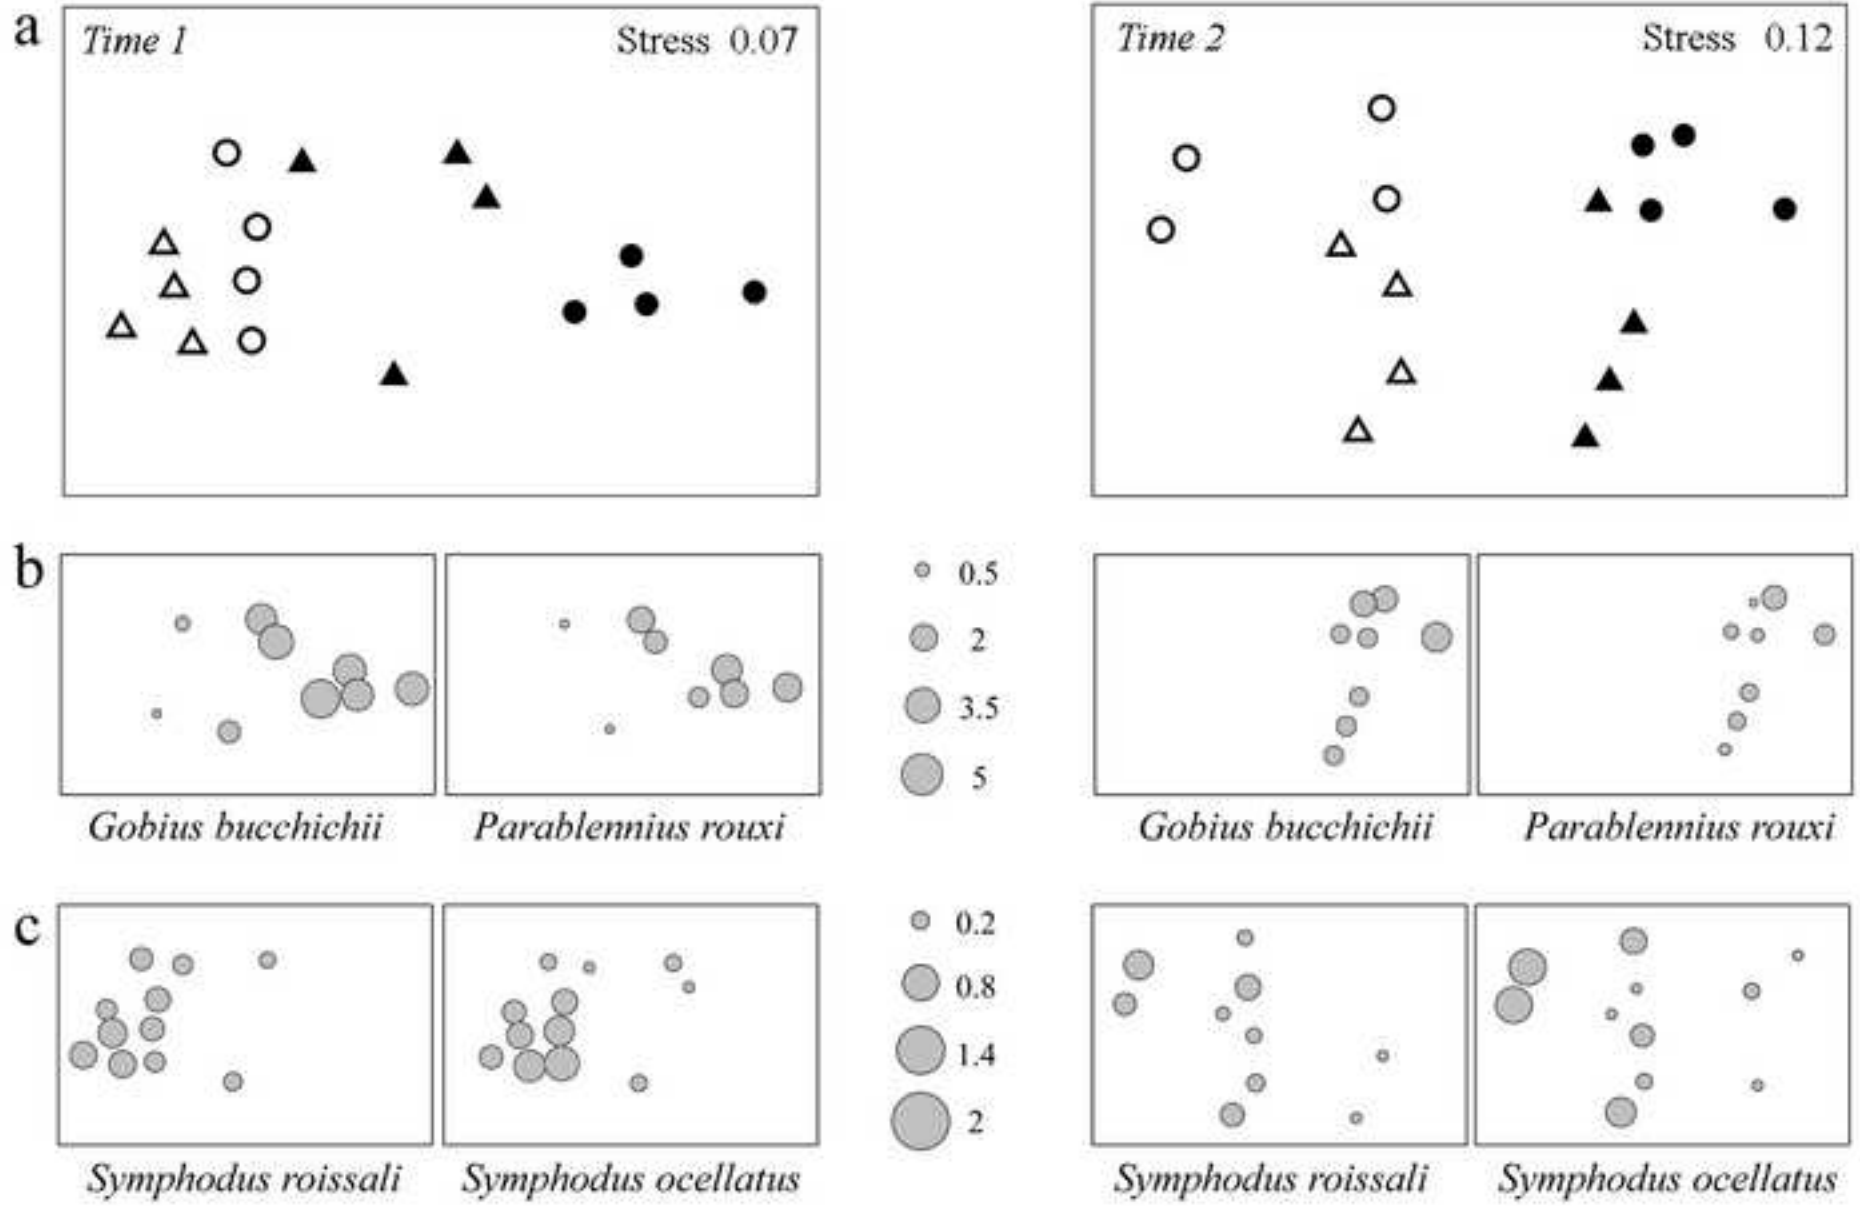 a
Time 1 Stress 0.07
Time 2 Stress 0.12
b
0.5
2
3.5
5
Gobius bucchichii Parablennius rouxi
Gobius bucchichii Parablennius rouxi
c
0.2
0.8
1.4
2
Symphodus roissali Symphodus ocellatus
Symphodus roissali Symphodus ocellatus